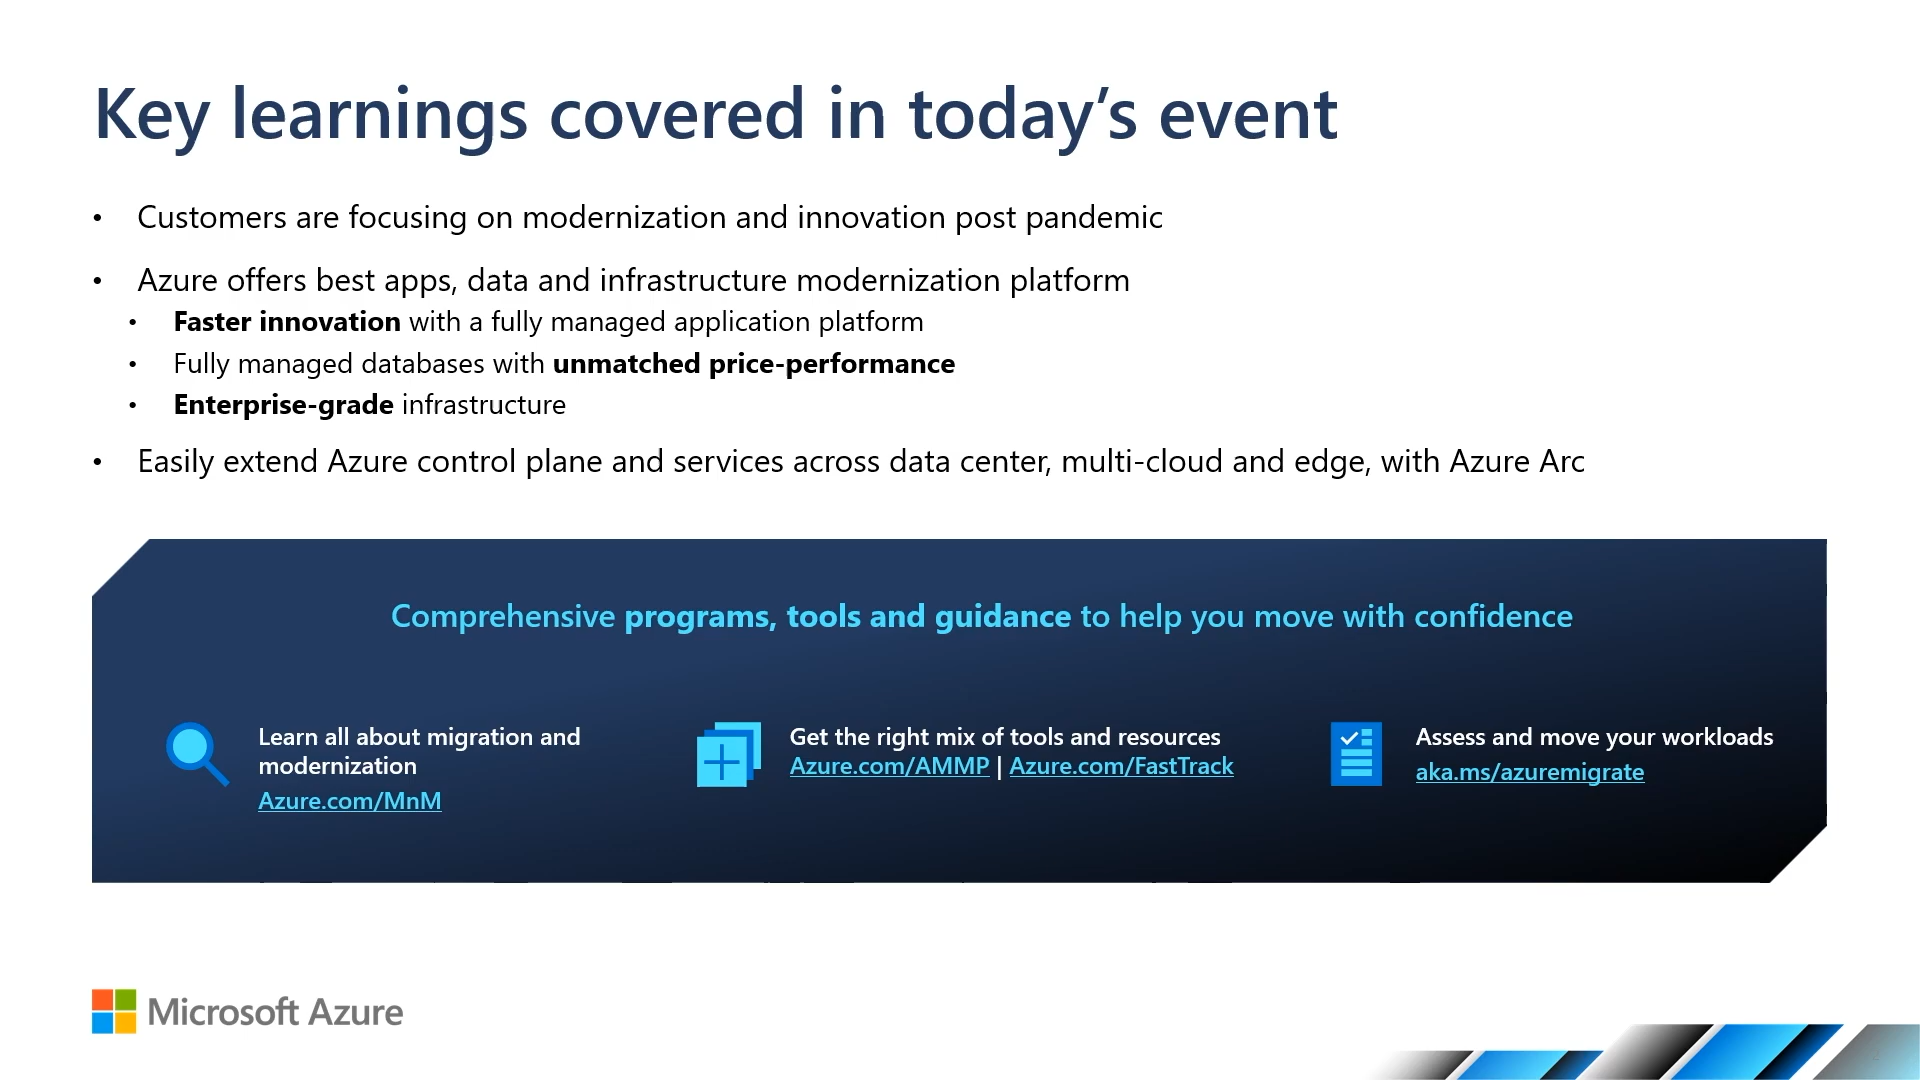 Key learnings covered in today’s event
• Customers are focusing on modernization and innovation post pandemic
• Azure offers best apps, data and infrastructure modernization platform
• Faster innovation with a fully managed application platform
• Fully managed databases with unmatched price-performance
• Enterprise-grade infrastructure
• Easily extend Azure control plane and services across data center, multi-cloud and edge, with Azure Arc
Comprehensive programs, tools and guidance to help you move with confidence
Learn all about migration and
modernization
Azure.com/MnM
Get the right mix of tools and resources
Azure.com/AMMP | Azure.com/FastTrack
Assess and move your workloads
aka.ms/azuremigrate
Microsoft Azure